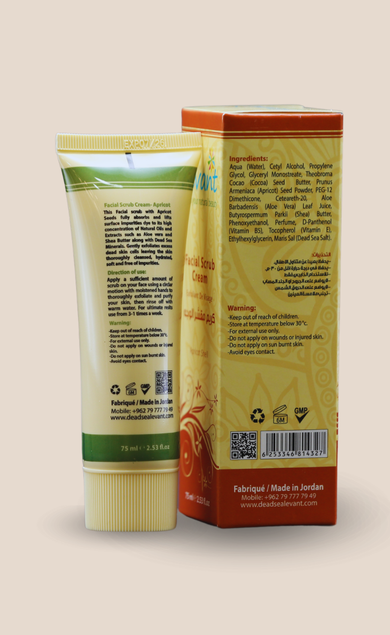 Facial Scrub Cream- Apricot
This Facial scrub with Apricot
Seeds fully absorbs and lifts
surface impurities due to its high
concentration of Natural Oils and
Extracts such as Aloe vera and
Shea Butter along with Dead Sea
Minerals. Gently exfoliates excess
dead skin cells leaving the skin
thoroughly cleansed, hydrated,
soft and free of impurities.
Direction of use:
Apply a sufficient amount of
scrub on your face using a circular
motion with moistened hands to
thoroughly exfoliate and purify
your skin, then rinse off with
warm water. For ultimate results
use from 2-3 times a week.
Warning:
-Keep out of reach of children.
-Store at temperature below 30°c.
-For external use only.
-Do not apply on wounds or injured
skin.
-Do not apply on sun burnt skin.
-Avoid eyes contact.
6M
Fabriqué / Made in Jordan
Mobile: +962 79 777 79 49
www.deadsealevant.com
75 ml / 2.53 fl.oz
Facial Scrub
Cream
Ingredients:
Aqua (Water), Cetyl Alcohol, Propylene
Glycol, Glyceryl Monostreate, Theobroma
Cocao (Cocoa) Seed Butter, Prunus
Armeniaca (Apricot) Seed Powder, PEG-12
Dimethicone, Ceteareth-20, Aloe
Barbadensis (Aloe Vera) Leaf Juice,
Butyrospermum Parkii (Shea) Butter,
Phenoxyethanol, Perfume, D-Panthenol
(Vitamin B5), Tocopherol (Vitamin E),
Ethylhexylglycerin, Maris Sal (Dead Sea Salt).
Warning:
-Keep out of reach of children.
-Store at temperature below 30°c.
-For external use only.
-Do not apply on wounds or injured skin.
-Do not apply on sun burnt skin.
-Avoid eyes contact.
6M
GMP
6253346814327
Fabriqué / Made in Jordan
Mobile: +962 79 777 79 49
www.deadsealevant.com